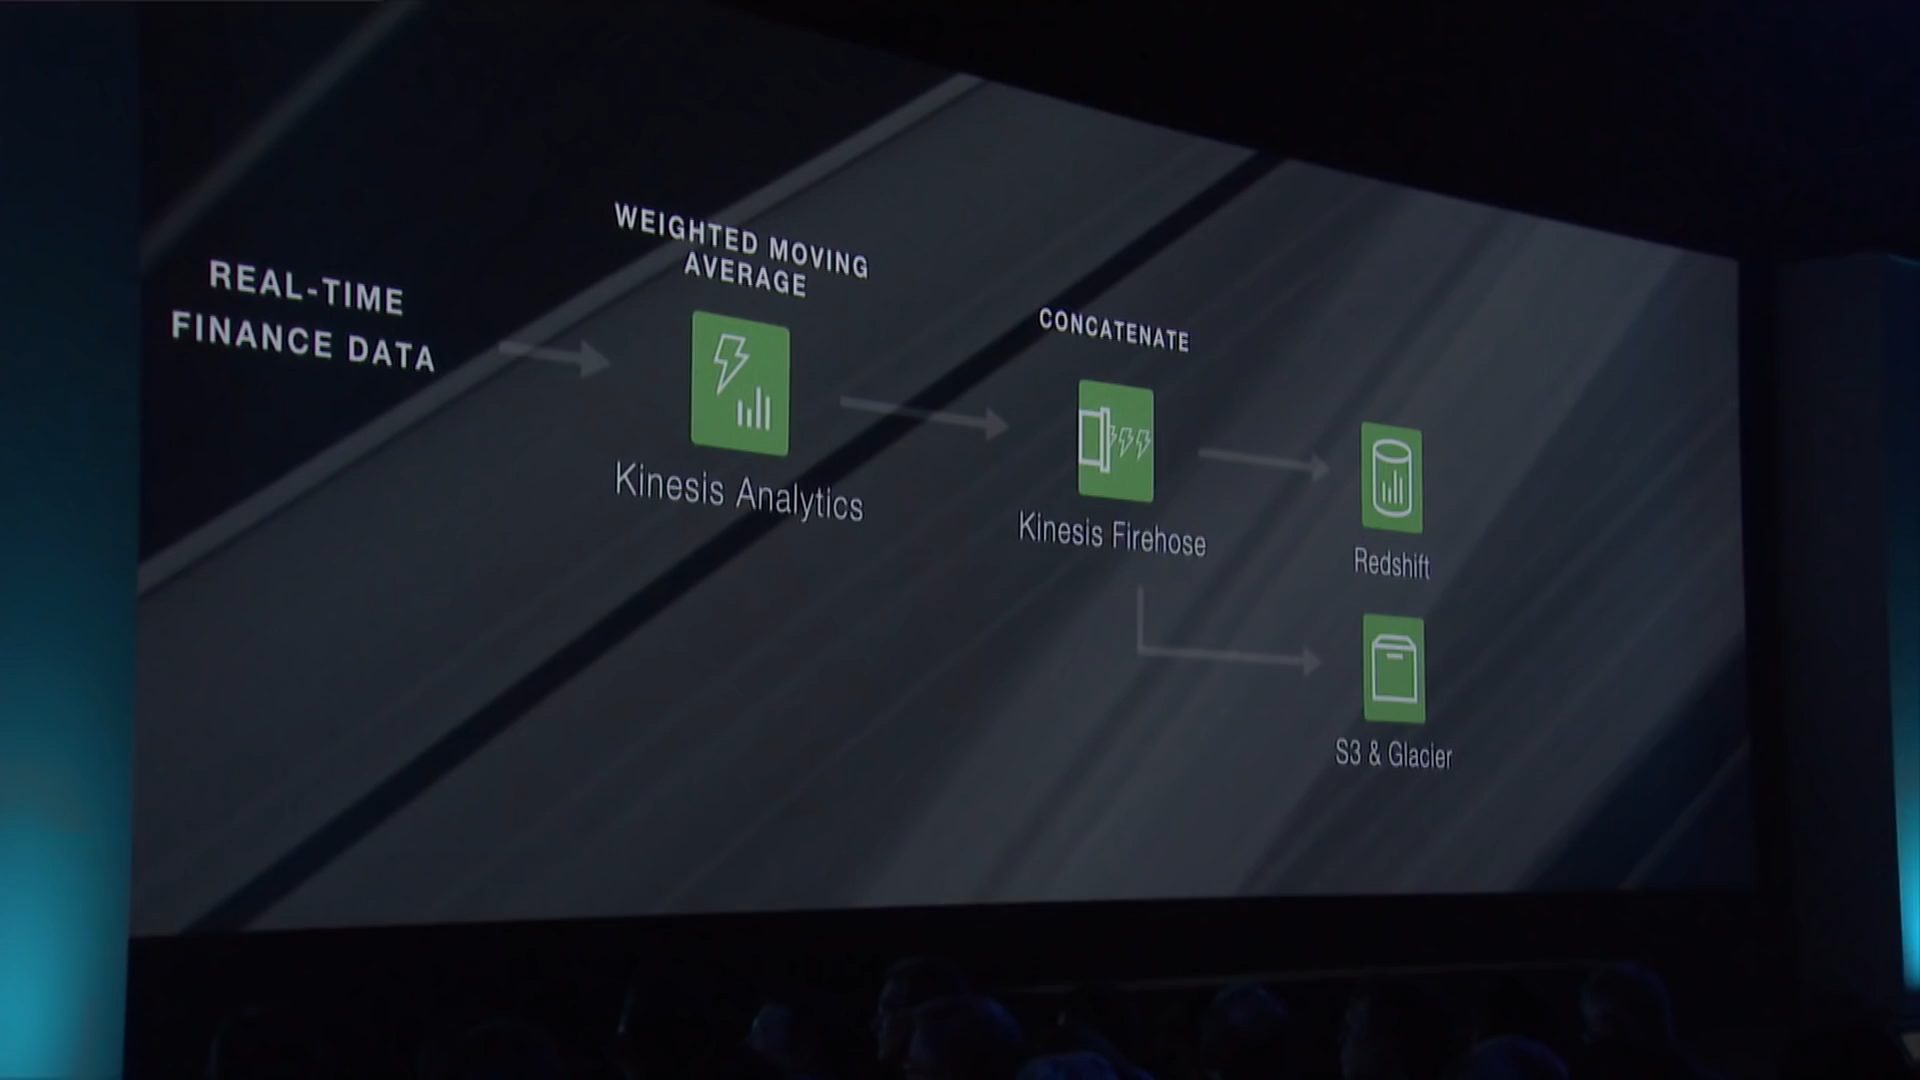 REAL-TIME
FINANCE DATA
WEIGHTED MOVING
AVERAGE
Kinesis Analytics
CONCATENATE
Kinesis Firehose
Redshift
S3 & Glacier